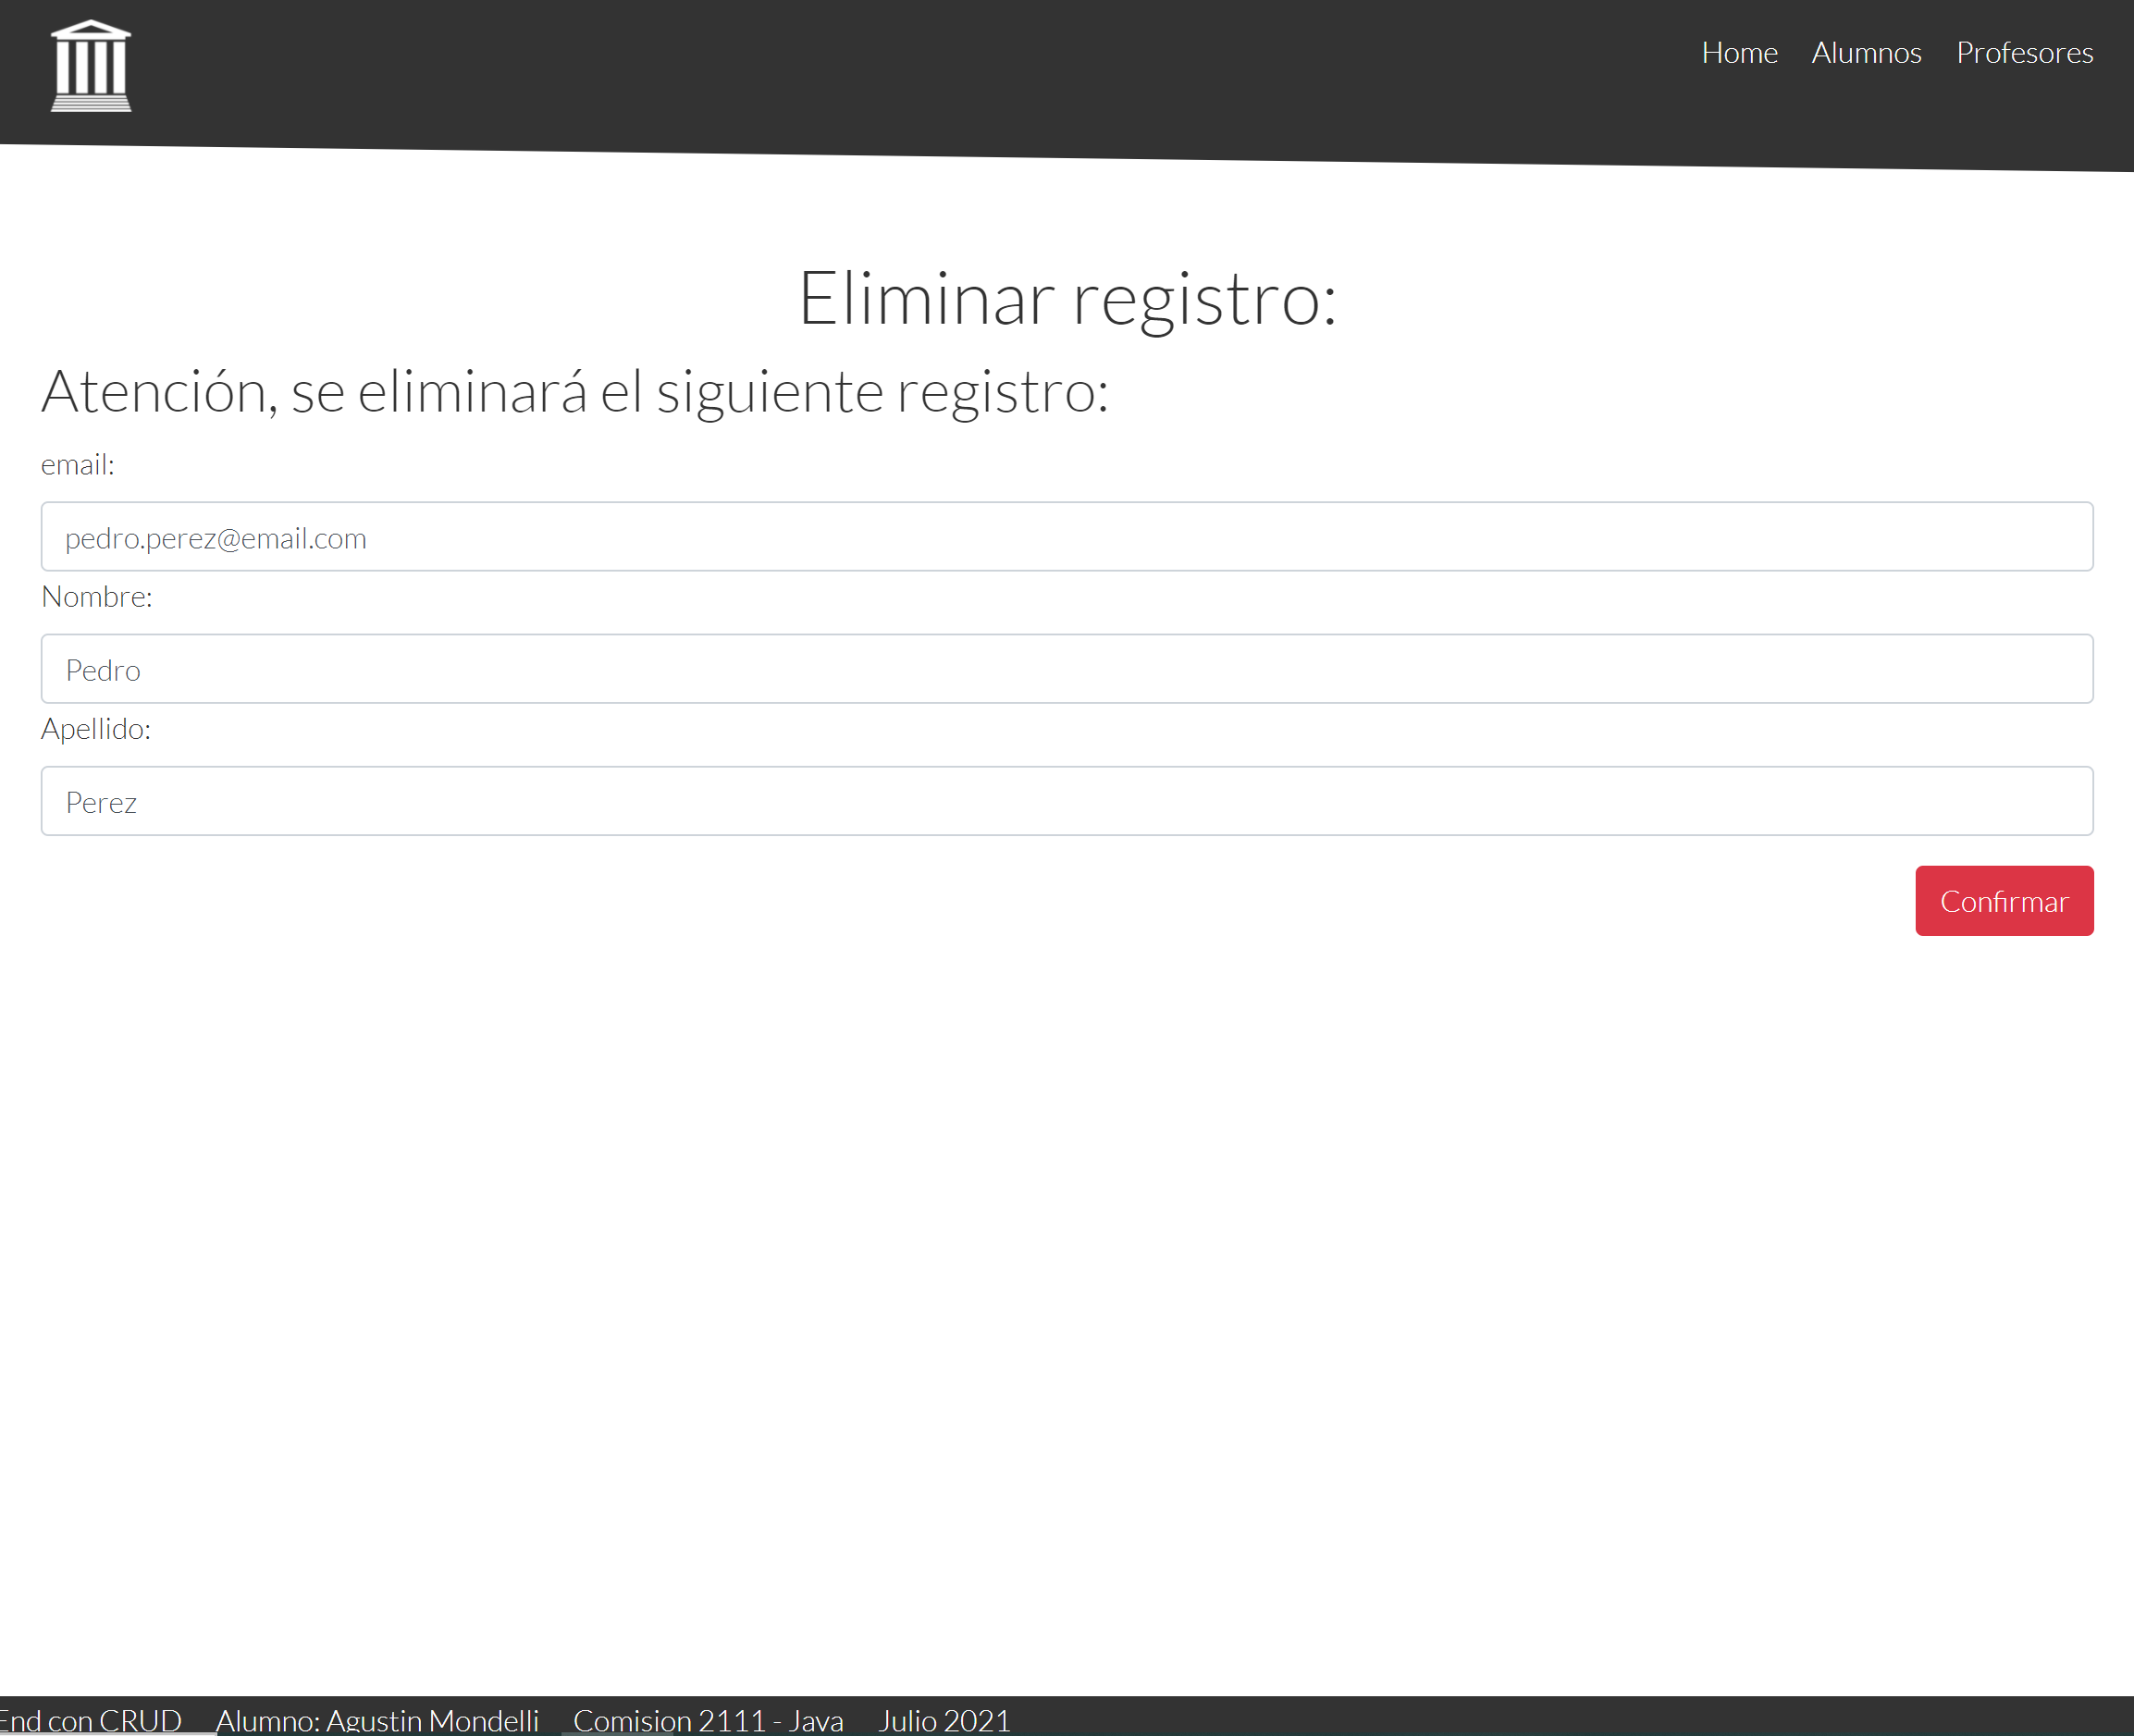 Home Alumnos Profesores
Eliminar registro:
Atención, se eliminará el siguiente registro:
email:
pedro.perez@email.com
Nombre:
Pedro
Apellido:
Perez
Confirmar
End con CRUD Alumno: Agustin Mondelli Comision 2111 - Java Julio 2021